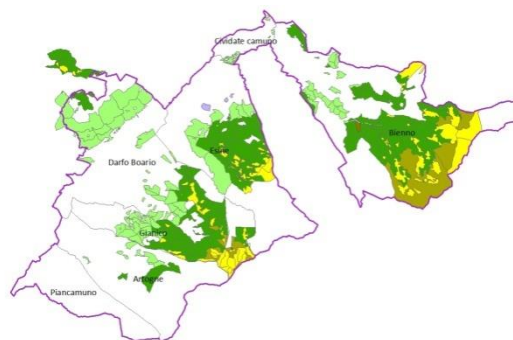 Cividate camuno
Bienno
Esine
Darfo Boario
Gianico
Artogne
Piancamuno